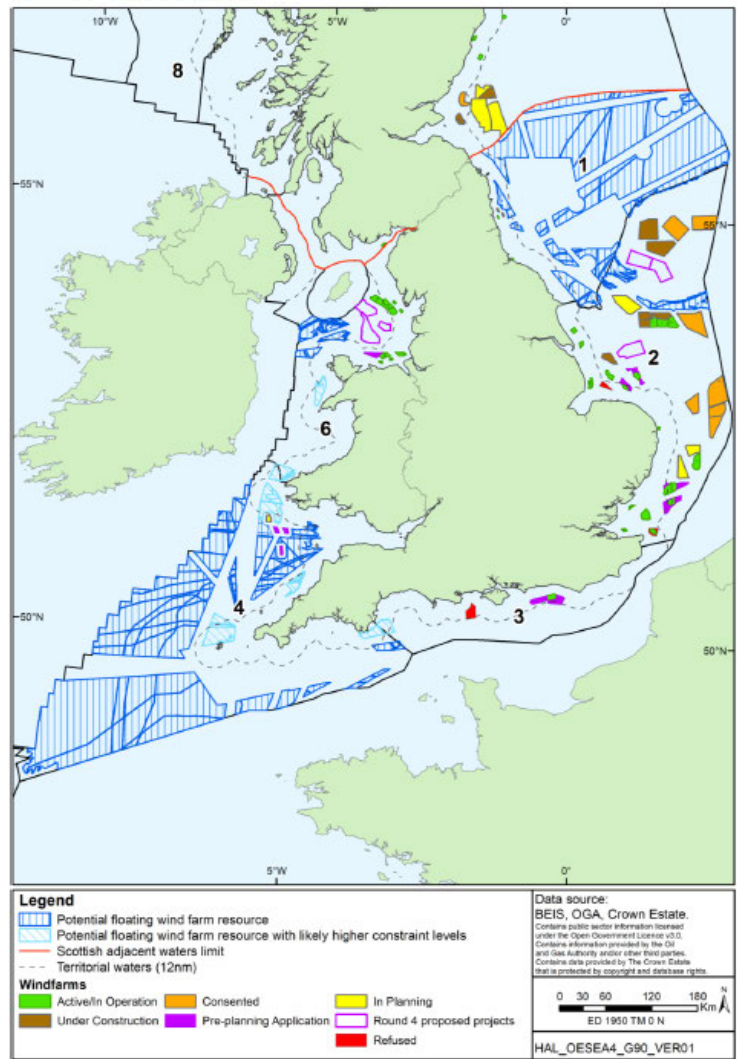 10°W
5°W
0°
8
1
55°N
55°N
2
6
4
3
50°N
50°N
5°W
0°
Legend
Potential floating wind farm resource
Potential floating wind farm resource with likely higher constraint levels
Scottish adjacent waters limit
Territorial waters (12nm)
Windfarms
Active/In Operation
Consented
In Planning
Under Construction
Pre-planning Application
Round 4 proposed projects
Refused
Data source:
BEIS, OGA, Crown Estate.
Contains public sector information licensed
under the Open Government Licence v3.0.
Contains information provided by the Oil
and Gas Authority and/or other third parties.
Contains data provided by The Crown Estate
that is protected by copyright and database rights.
0 30 60 120 180
Km
N
ED 1950 TM 0 N
HAL_OESEA4_G90_VER01